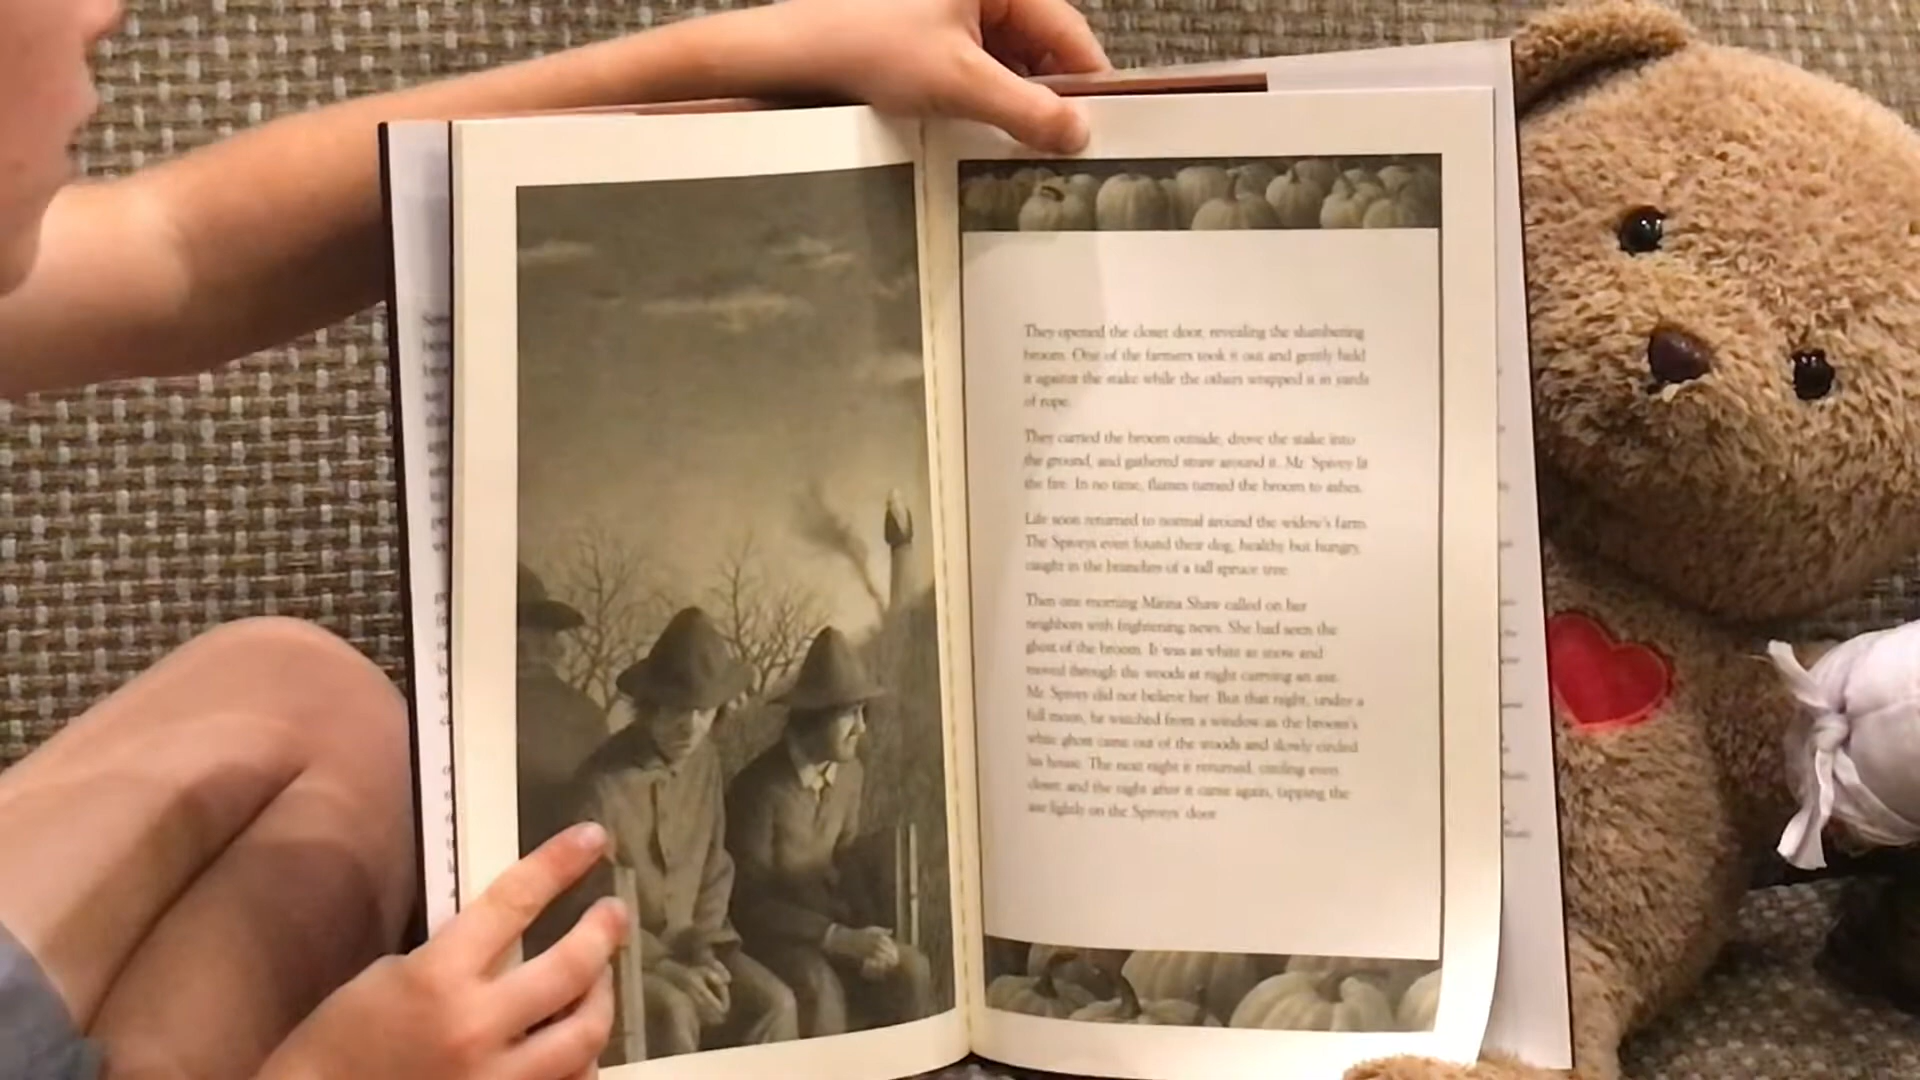 They opened the closet door, revealing the slumbering
broom. One of the farmers took it out and gently held
it against the stake while the others wrapped it in yards
of rope.
They carried the broom outside, drove the stake into
the ground, and gathered straw around it. Mr. Spivey lit
the fire. In no time, flames turned the broom to ashes.
Life soon returned to normal around the widow's farm.
The Spiveys even found their dog, healthy but hungry,
caught in the branches of a tall spruce tree.
Then one morning Minna Shaw called on her
neighbors with frightening news. She had seen the
ghost of the broom. It was as white as snow and
moved through the woods at night carrying an axe.
Mr. Spivey did not believe her. But that night, under a
full moon, he watched from a window as the broom's
white ghost came out of the woods and slowly circled
his house. The next night it returned, circling even
closer, and the night after it came again, tapping the
axe lightly on the Spiveys' door.